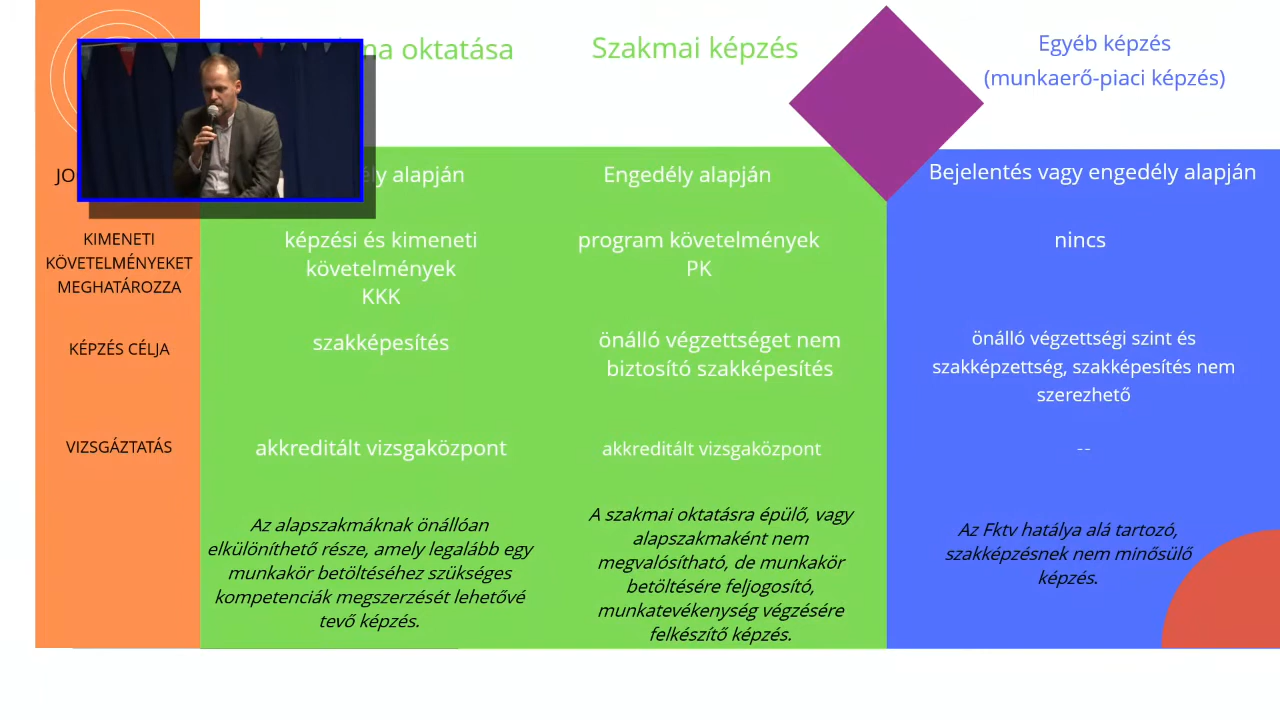 oktatása
Szakmai képzés
Egyéb képzés
(munkaerő-piaci képzés)
alapján
Engedély alapján
Bejelentés vagy engedély alapján
KIMENETI
KÖVETELMÉNYEKET
MEGHATÁROZZA
képzési és kimeneti
követelmények
KKK
program követelmények
PK
nincs
KÉPZÉS CÉLJA
szakképesítés
önálló végzettséget nem
biztosító szakképesítés
önálló végzettségi szint és
szakképzettség, szakképesítés nem
szerezhető
VIZSGÁZTATÁS
akkreditált vizsgaközpont
akkreditált vizsgaközpont
--
Az alapszakmáknak önállóan
elkülöníthető része, amely legalább egy
munkakör betöltéséhez szükséges
kompetenciák megszerzését lehetővé
tevő képzés.
A szakmai oktatásra épülő, vagy
alapszakmaként nem
megvalósítható, de munkakör
betöltésére feljogosító,
munkatevékenység végzésére
felkészítő képzés.
Az Fktv hatálya alá tartozó,
szakképzésnek nem minősülő
képzés.